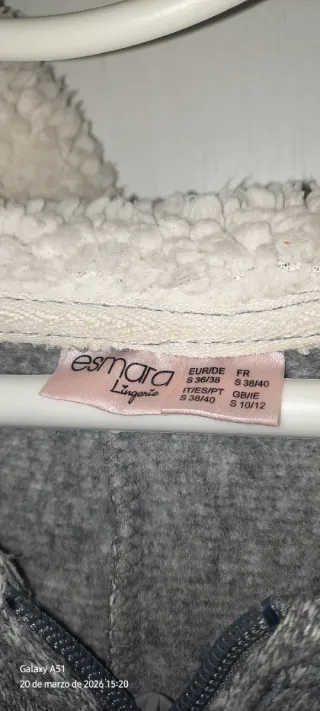 esmara
Lingerie
EUR/DE FR
S 36/38 S 38/40
IT/ES/PT GB/IE
S 38/40 S 10/12
Galaxy A51
20 de marzo de 2026 15:20